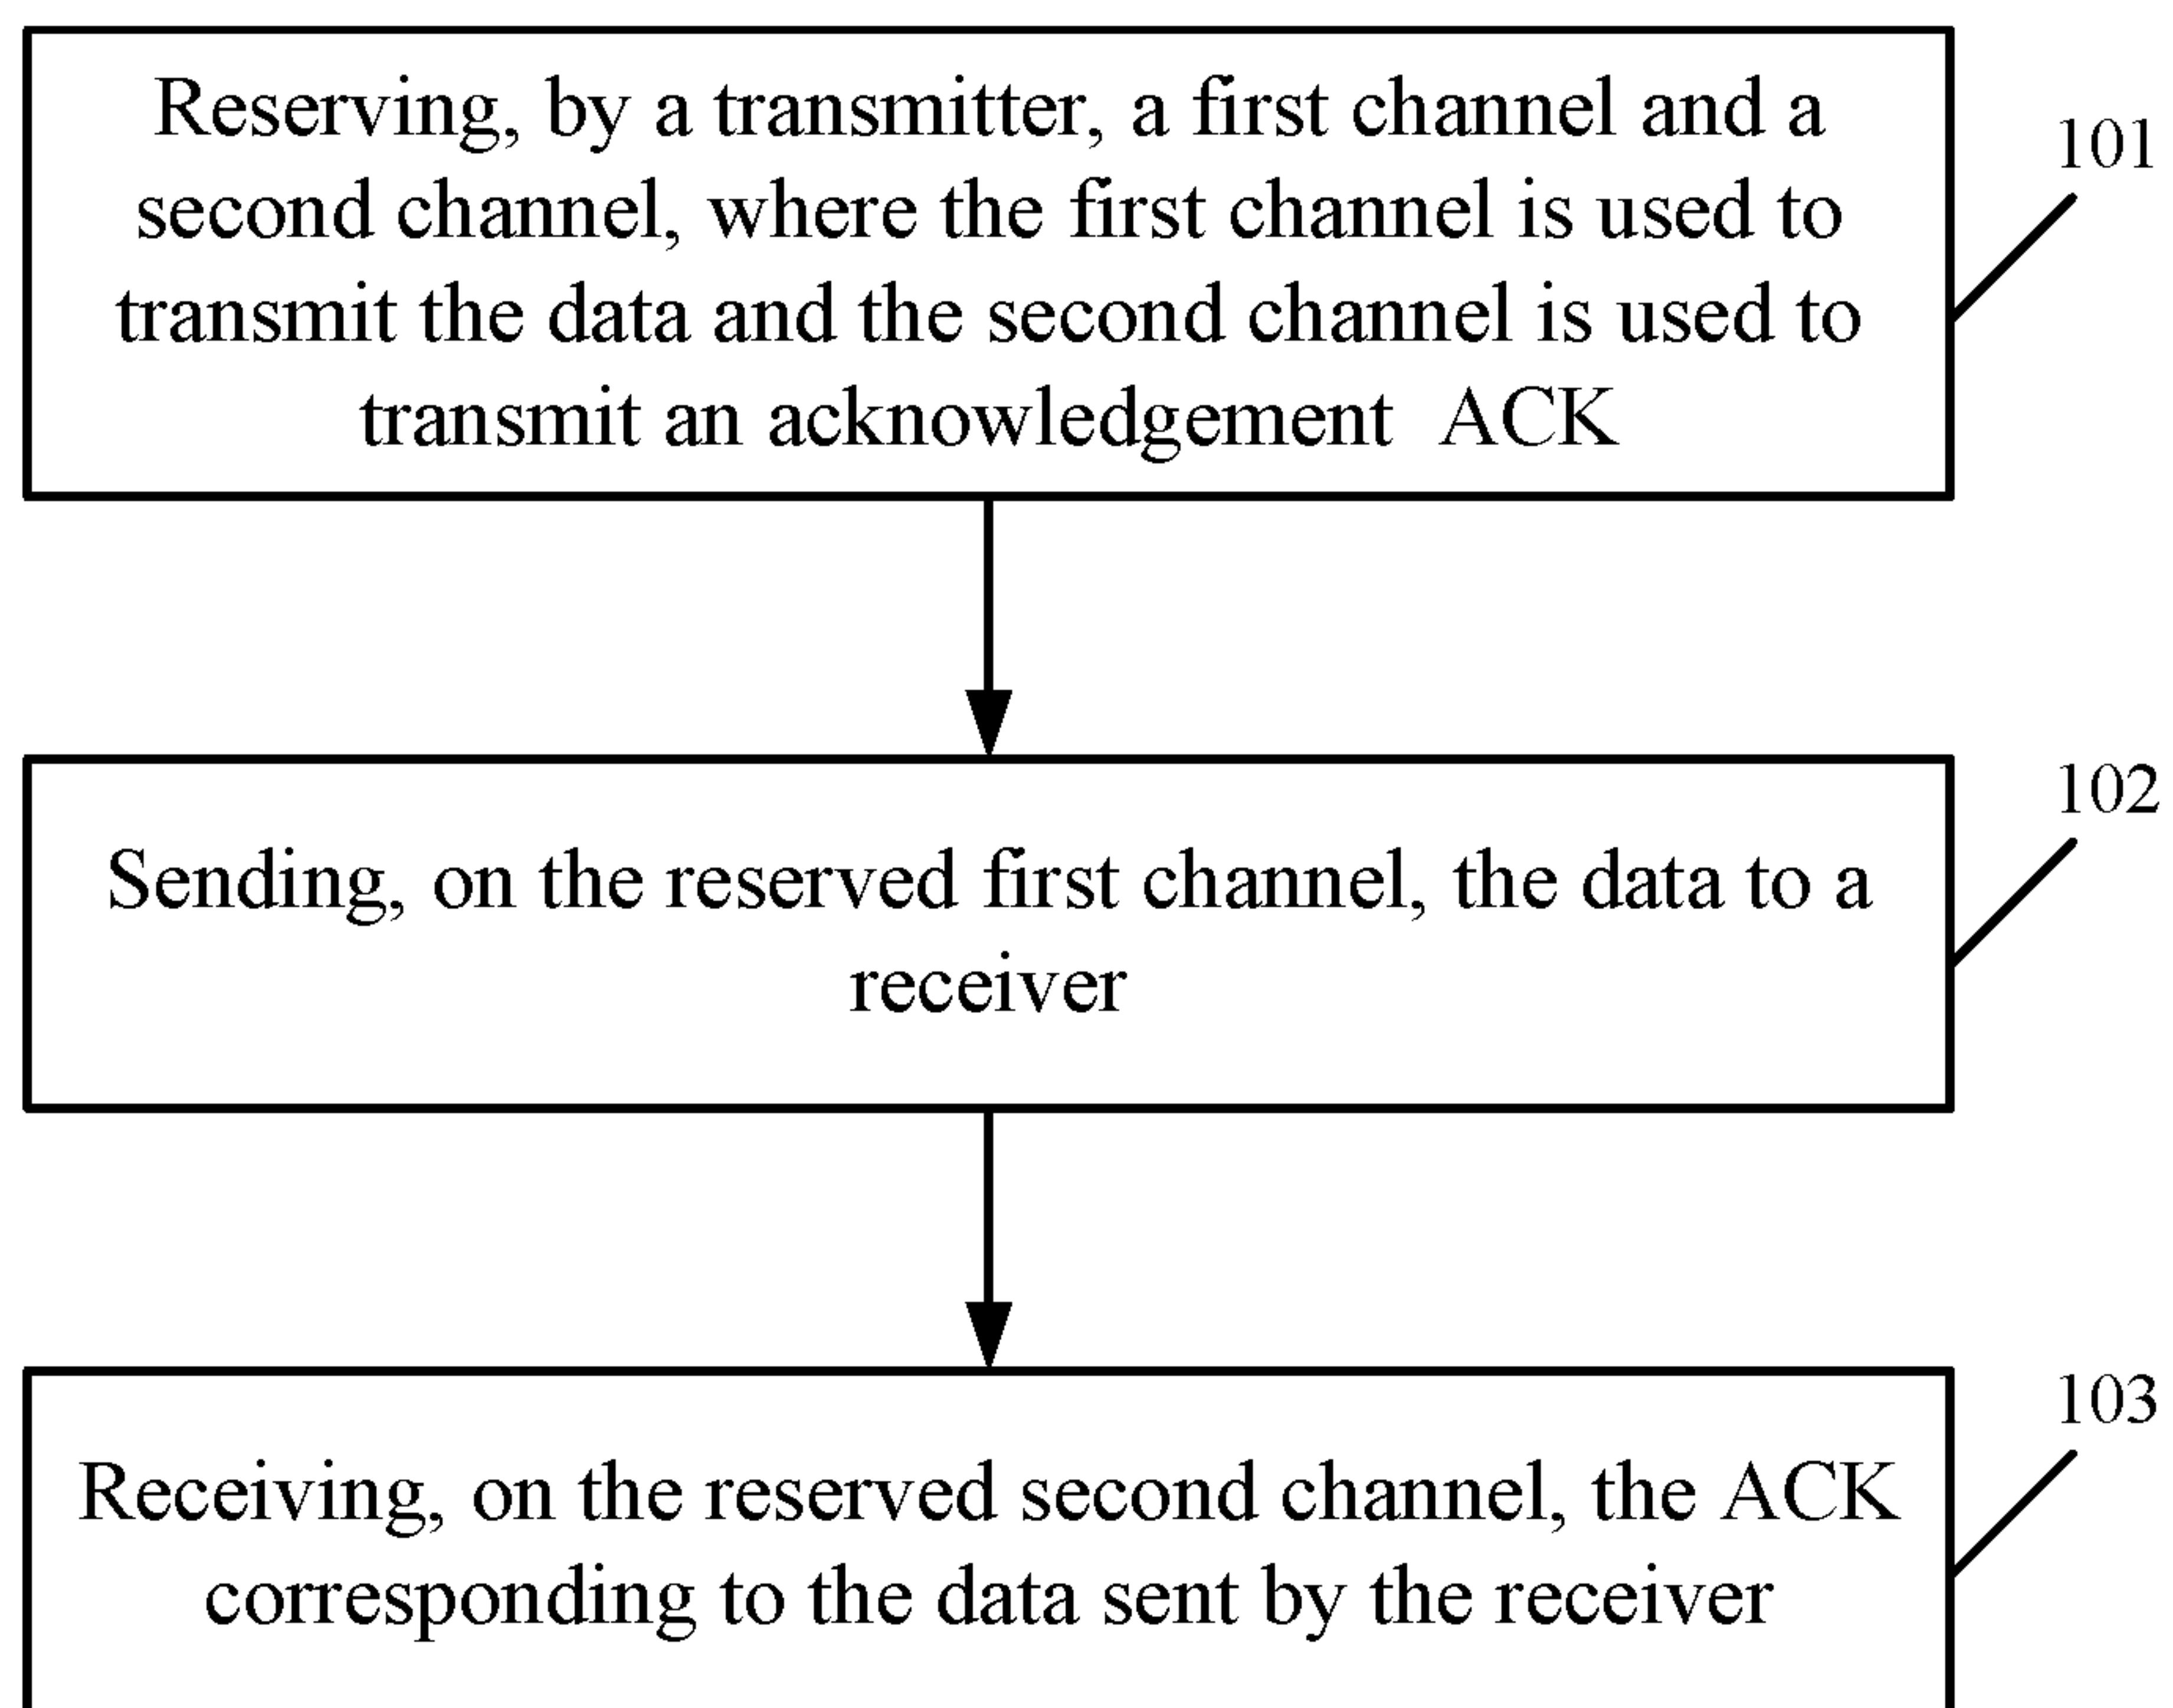 Reserving, by a transmitter, a first channel and a
second channel, where the first channel is used to
transmit the data and the second channel is used to
transmit an acknowledgement ACK
101
Sending, on the reserved first channel, the data to a
receiver
102
Receiving, on the reserved second channel, the ACK
corresponding to the data sent by the receiver
103